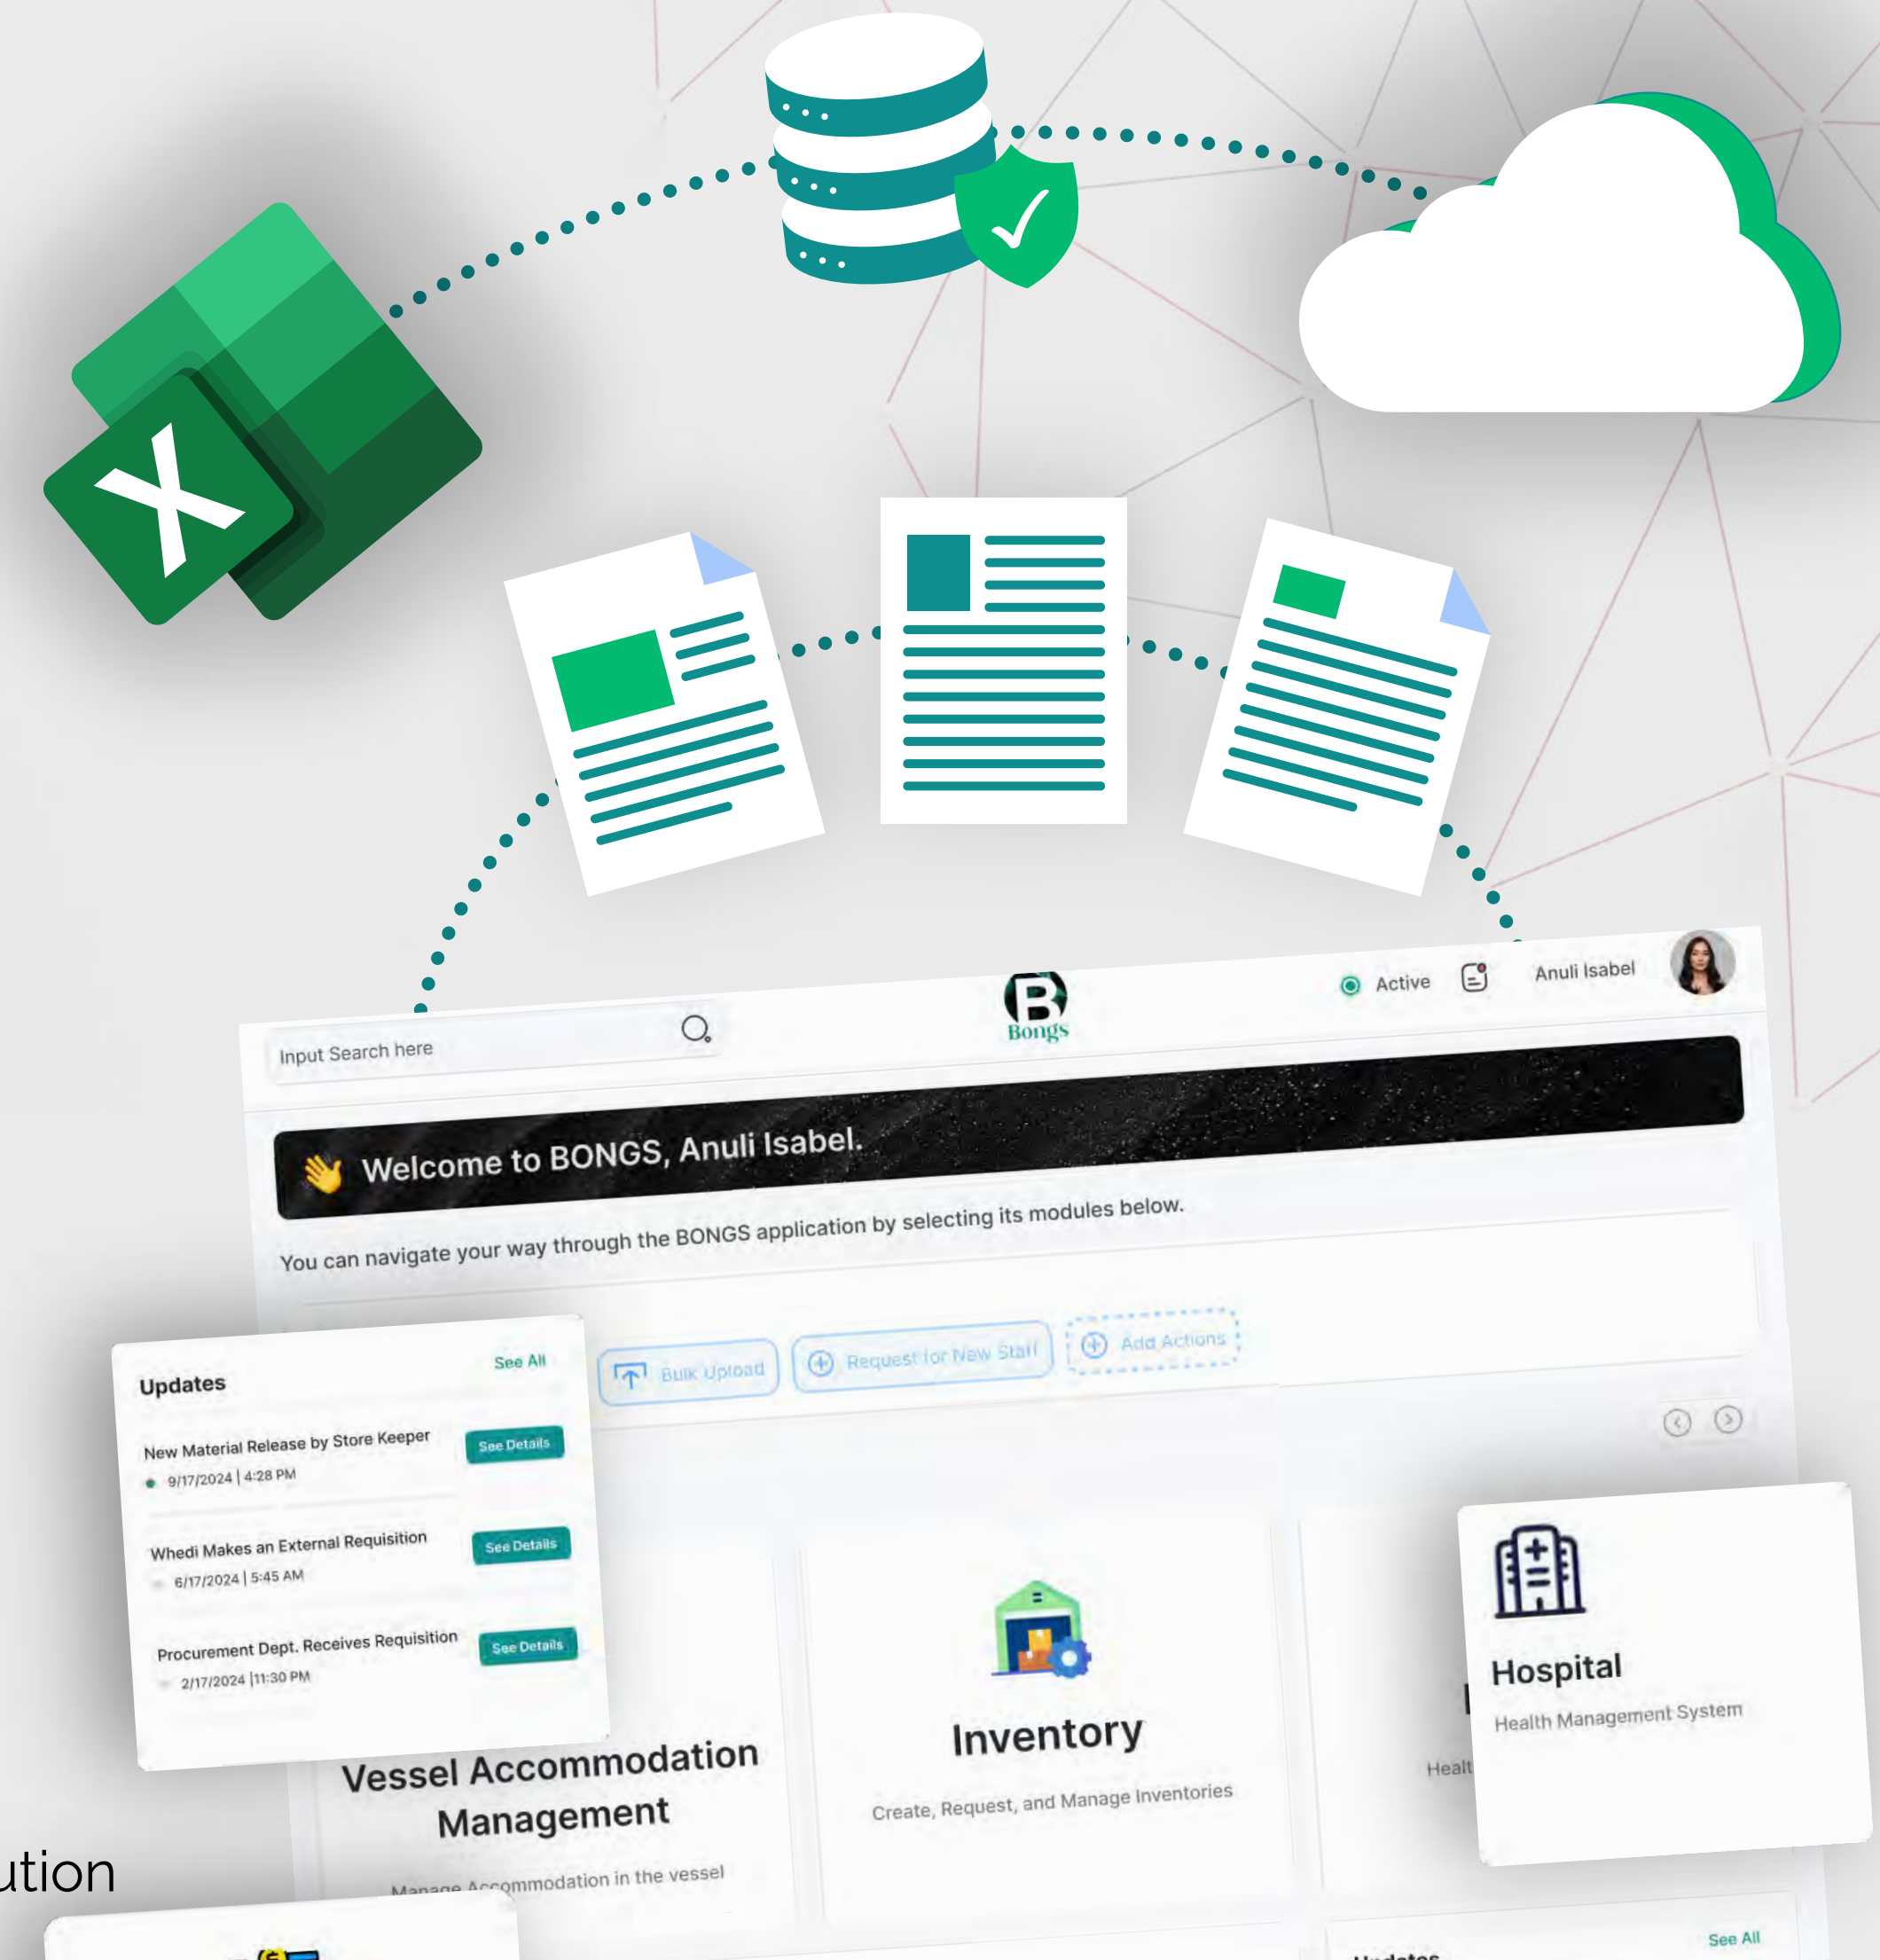 X
Input Search here
B
Bongs
Active
Anuli Isabel
Welcome to BONGS, Anuli Isabel.
You can navigate your way through the BONGS application by selecting its modules below.
Updates
See All
New Material Release by Store Keeper
9/17/2024 | 4:28 PM
See Details
Whedi Makes an External Requisition
6/17/2024 | 5:45 AM
See Details
Procurement Dept. Receives Requisition
2/17/2024 |11:30 PM
See Details
Bulk Upload
Request for New Staff
Add Actions
Vessel Accommodation
Management
Manage Accommodation in the vessel
Inventory
Create, Request, and Manage Inventories
Healt
Hospital
Health Management System
ution
Updates
See All